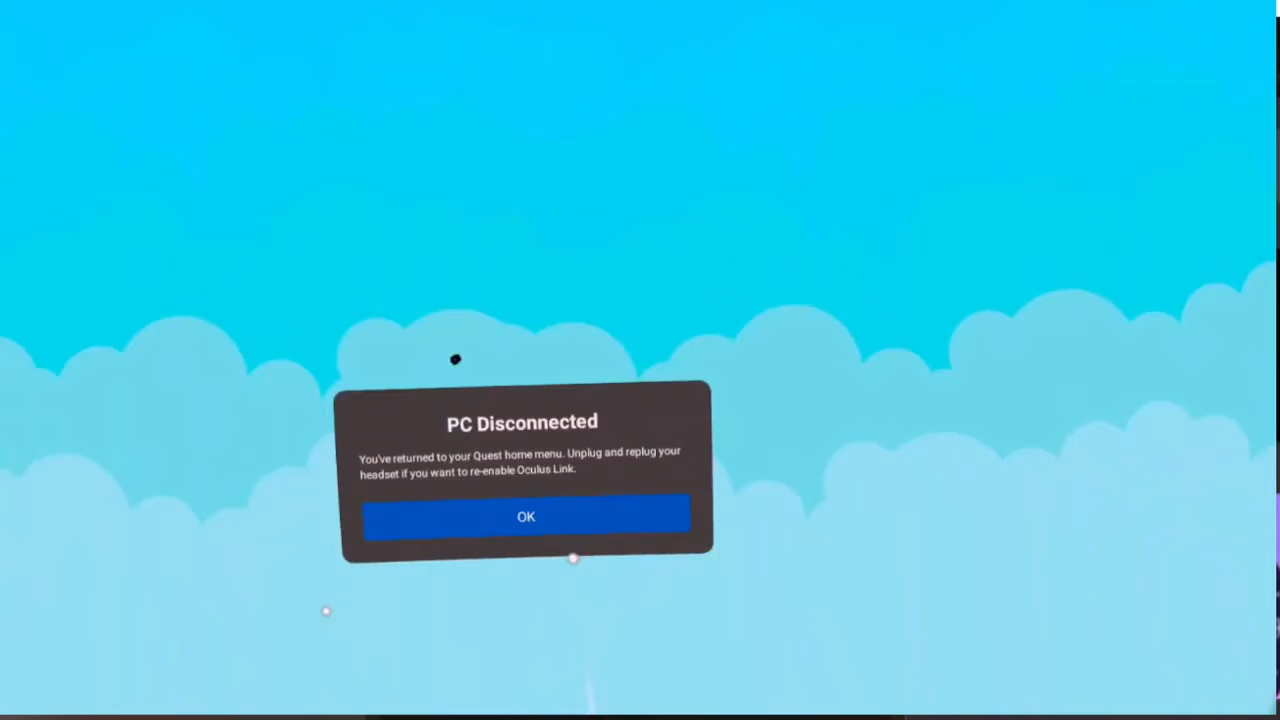 PC Disconnected
You've returned to your Quest home menu. Unplug and replug your
headset if you want to re-enable Oculus Link.
OK